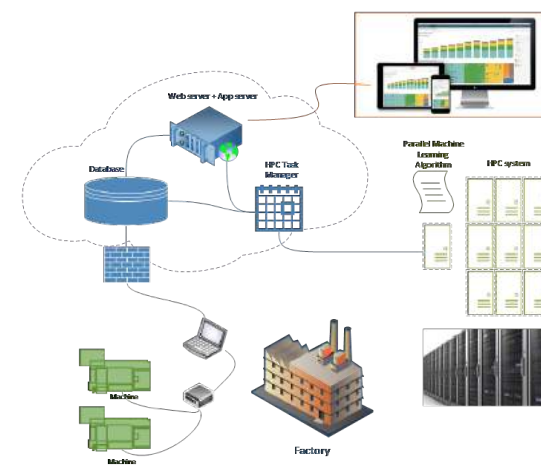 Web server + App server
Database
HPC Task
Manager
Parallel Machine
Learning
Algorithm
HPC system
Machine
Machine
Factory